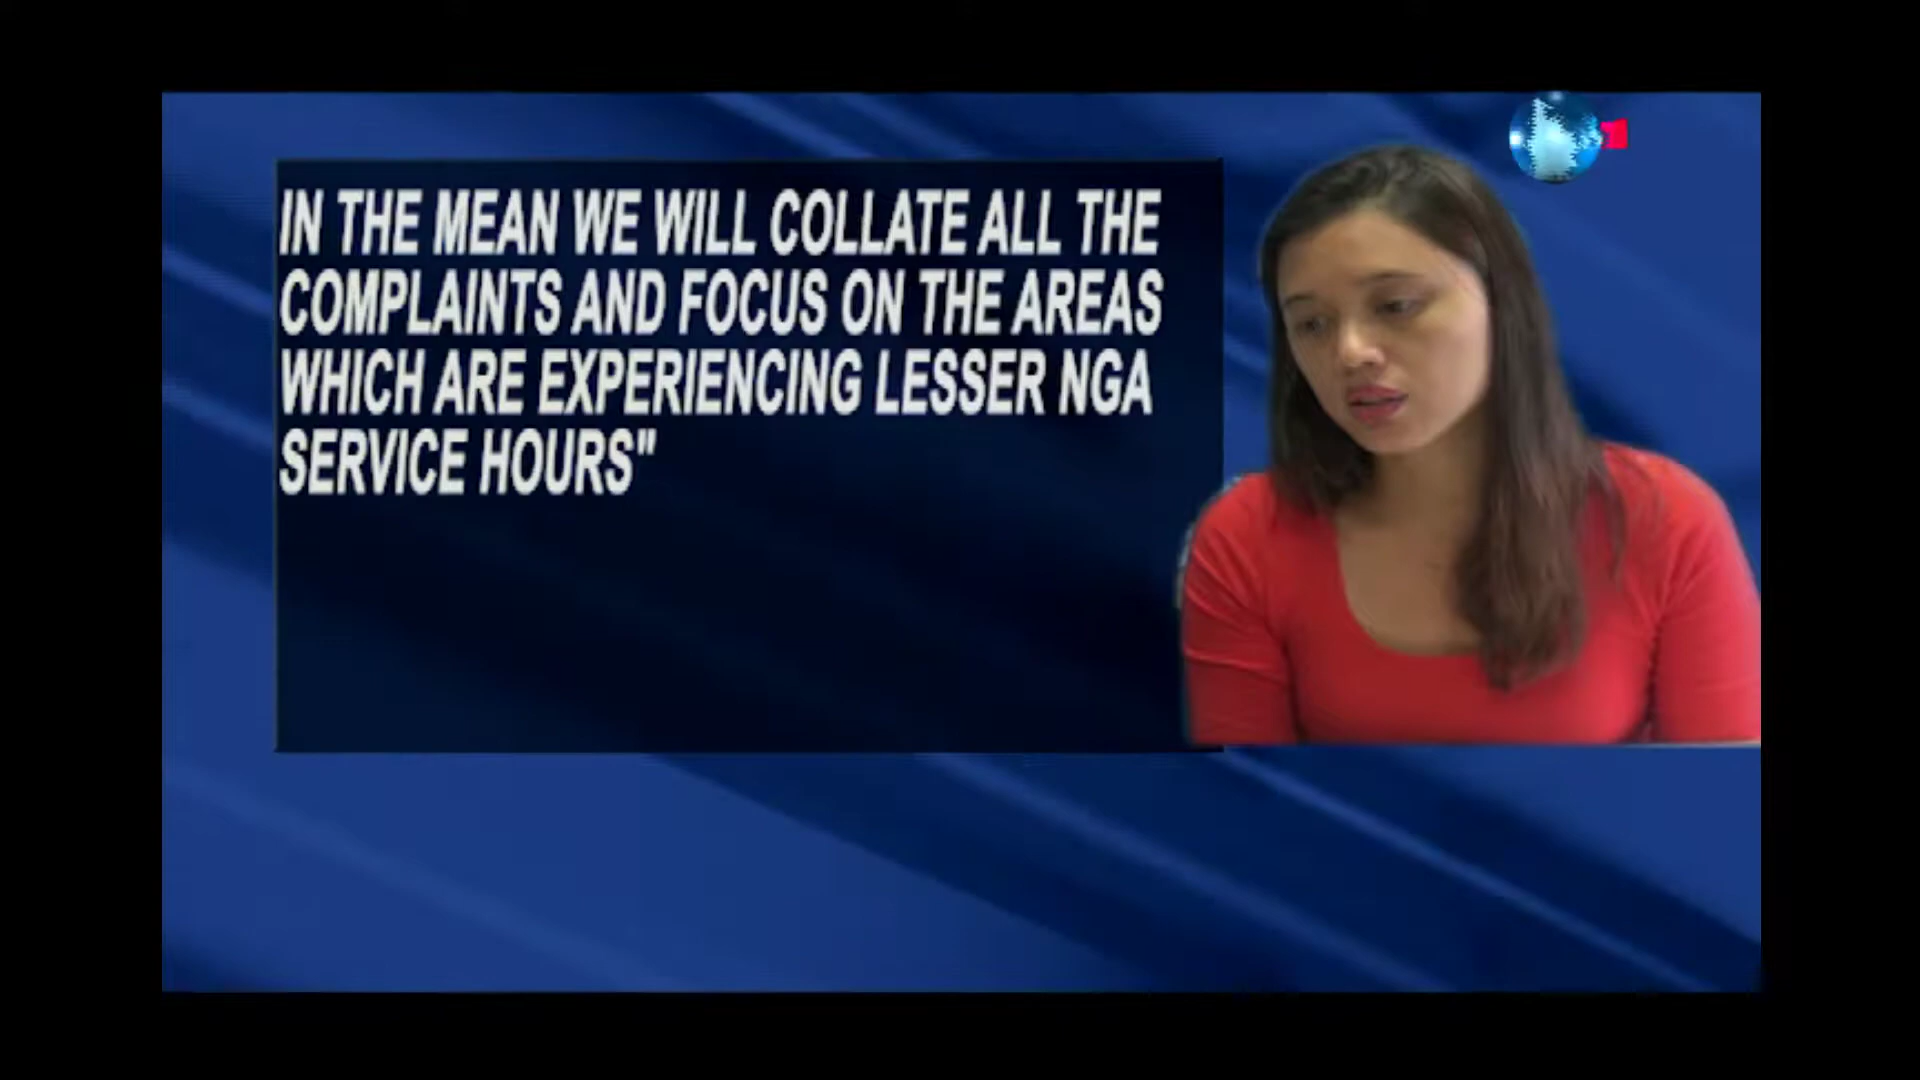 IN THE MEAN WE WILL COLLATE ALL THE
COMPLAINTS AND FOCUS ON THE AREAS
WHICH ARE EXPERIENCING LESSER NGA
SERVICE HOURS"